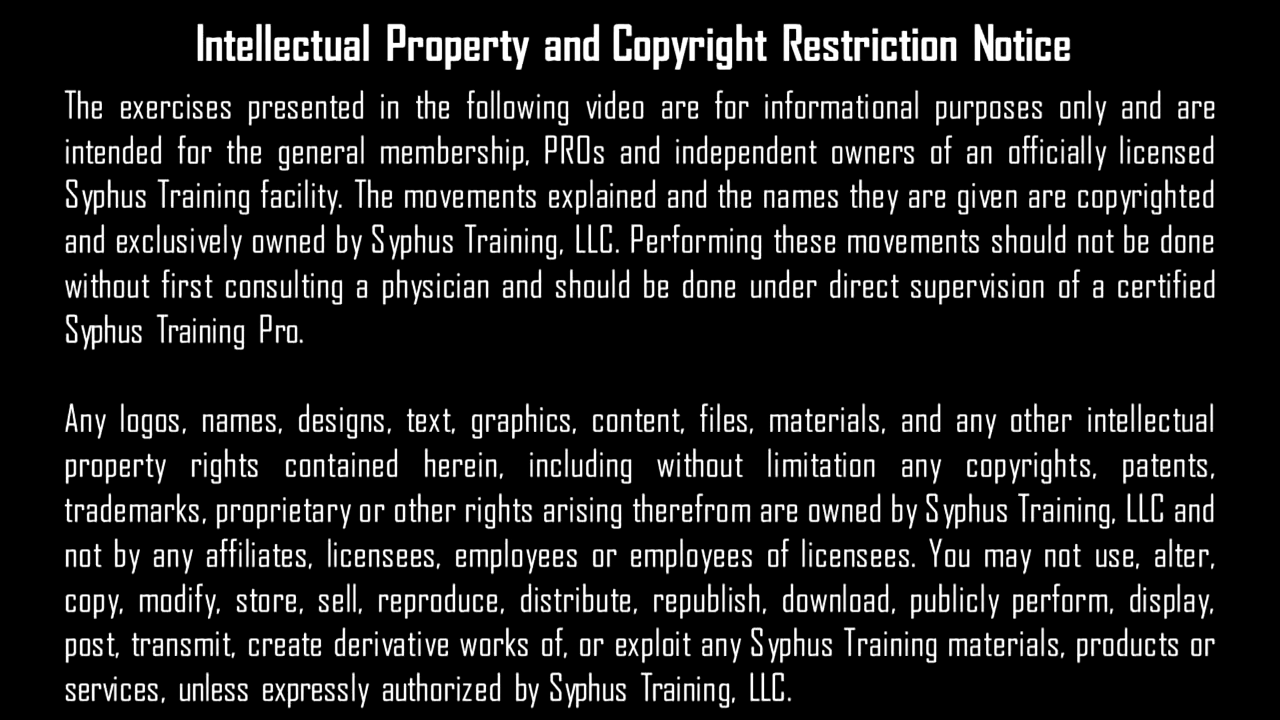 Intellectual Property and Copyright Restriction Notice
The exercises presented in the following video are for informational purposes only and are
intended for the general membership, PROs and independent owners of an officially licensed
Syphus Training facility. The movements explained and the names they are given are copyrighted
and exclusively owned by Syphus Training, LLC. Performing these movements should not be done
without first consulting a physician and should be done under direct supervision of a certified
Syphus Training Pro.
Any logos, names, designs, text, graphics, content, files, materials, and any other intellectual
property rights contained herein, including without limitation any copyrights, patents,
trademarks, proprietary or other rights arising therefrom are owned by Syphus Training, LLC and
not by any affiliates, licensees, employees or employees of licensees. You may not use, alter,
copy, modify, store, sell, reproduce, distribute, republish, download, publicly perform, display,
post, transmit, create derivative works of, or exploit any Syphus Training materials, products or
services, unless expressly authorized by Syphus Training, LLC.